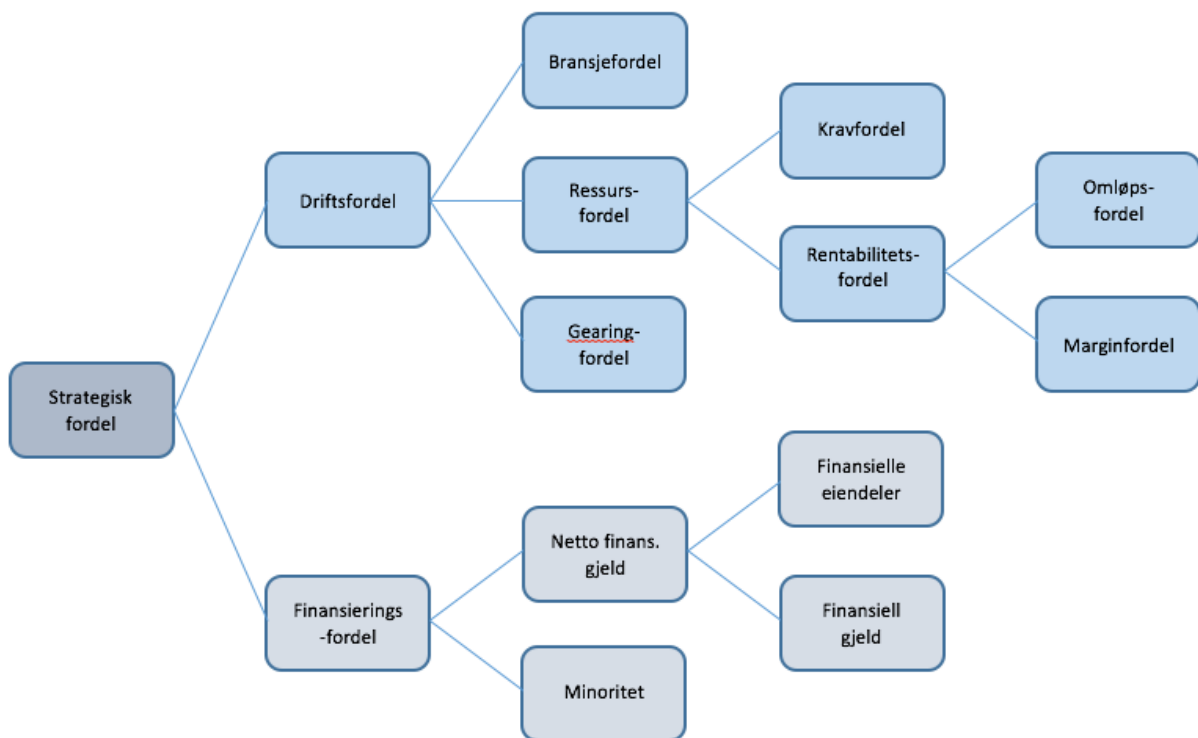 Bransjefordel
Kravfordel
Driftsfordel
Ressurs-
fordel
Omløps-
fordel
Rentabilitets-
fordel
Gearing-
fordel
Marginfordel
Strategisk
fordel
Finansielle
eiendeler
Netto finans.
gjeld
Finansierings
-fordel
Finansiell
gjeld
Minoritet